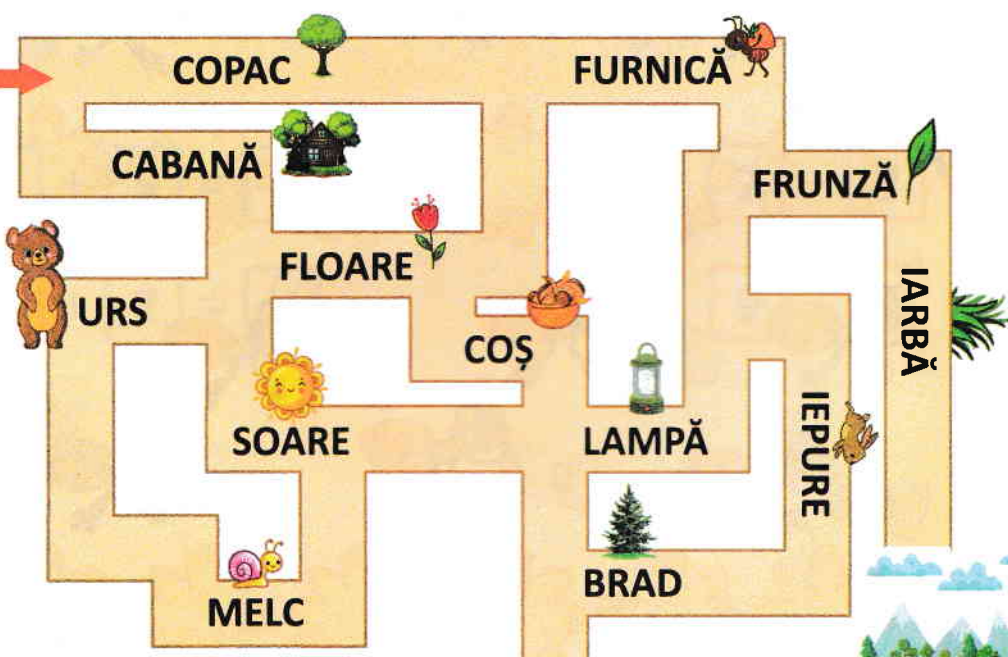 COPAC
FURNICĂ
CABANĂ
FRUNZĂ
FLOARE
URS
COȘ
IARBĂ
SOARE
LAMPĂ
IEPURE
MELC
BRAD